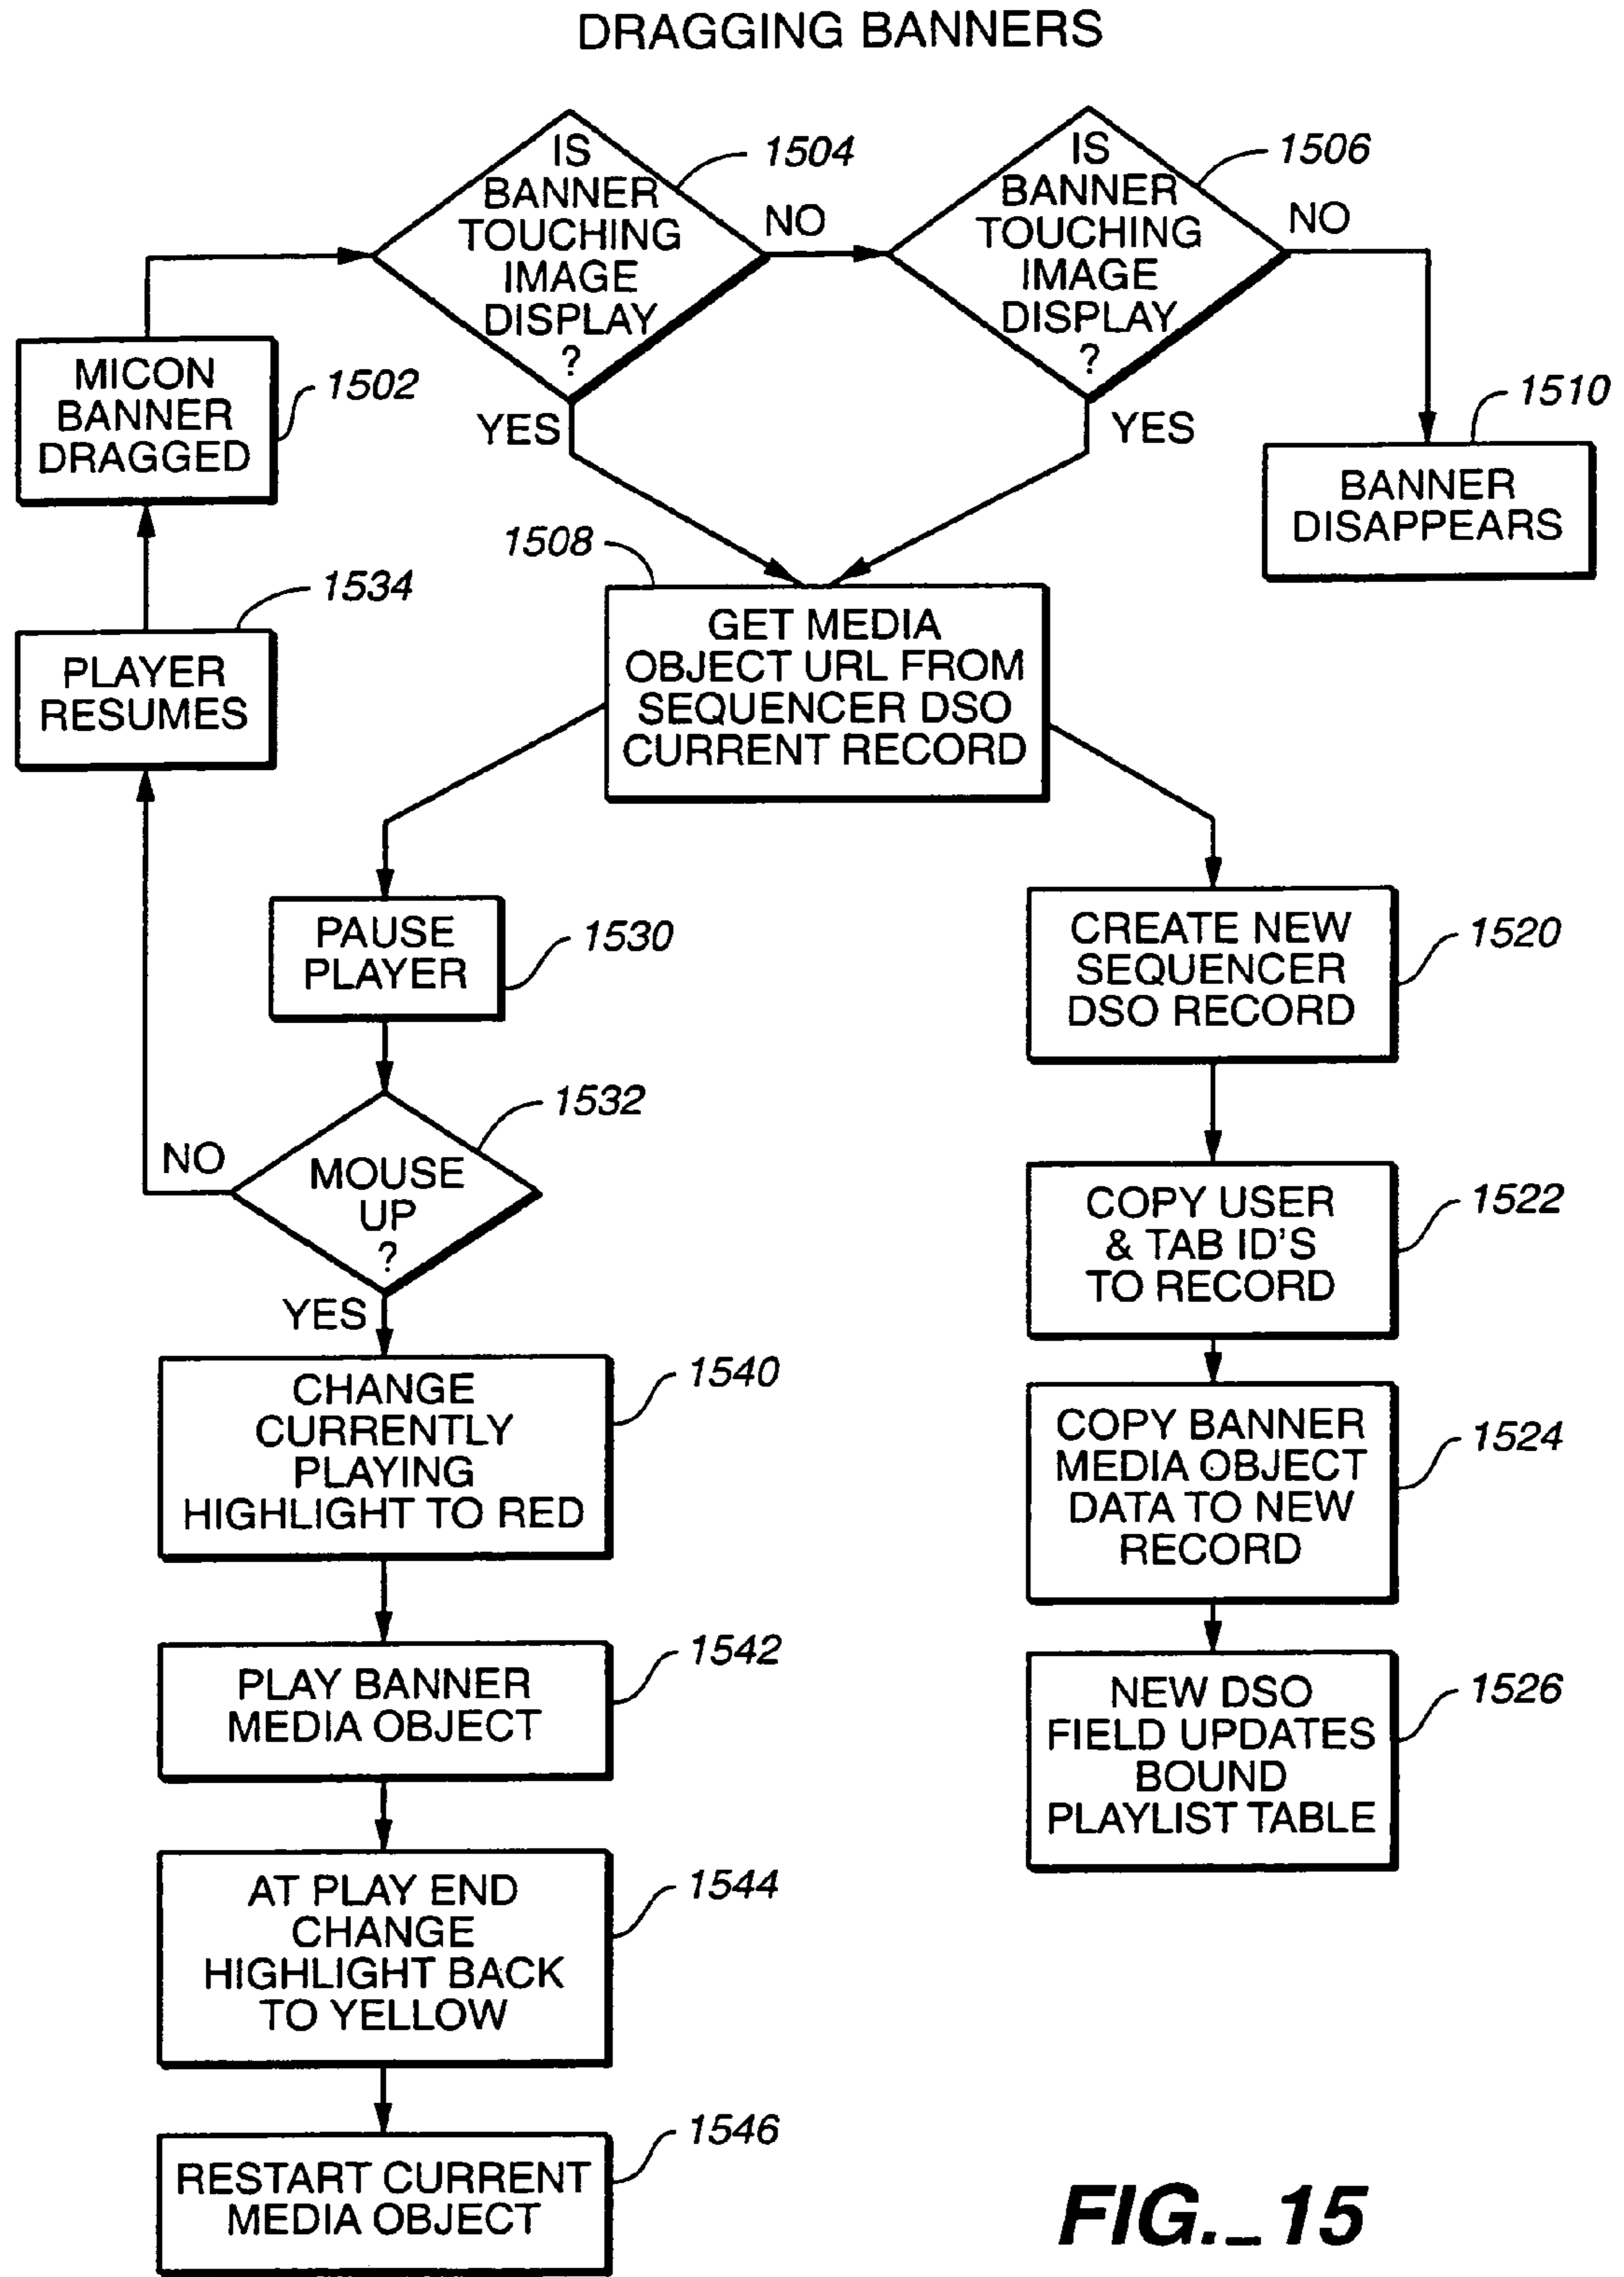 DRAGGING BANNERS
IS
BANNER
TOUCHING
IMAGE
DISPLAY
?
1504
NO
YES
IS
BANNER
TOUCHING
IMAGE
DISPLAY
?
1506
NO
YES
MICON
BANNER
DRAGGED
1502
1510
BANNER
DISAPPEARS
1508
GET MEDIA
OBJECT URL FROM
SEQUENCER DSO
CURRENT RECORD
1534
PLAYER
RESUMES
PAUSE
PLAYER
1530
MOUSE
UP
?
1532
NO
YES
CHANGE
CURRENTLY
PLAYING
HIGHLIGHT TO RED
1540
PLAY BANNER
MEDIA OBJECT
1542
AT PLAY END
CHANGE
HIGHLIGHT BACK
TO YELLOW
1544
RESTART CURRENT
MEDIA OBJECT
1546
CREATE NEW
SEQUENCER
DSO RECORD
1520
COPY USER
& TAB ID'S
TO RECORD
1522
COPY BANNER
MEDIA OBJECT
DATA TO NEW
RECORD
1524
NEW DSO
FIELD UPDATES
BOUND
PLAYLIST TABLE
1526
FIG._15